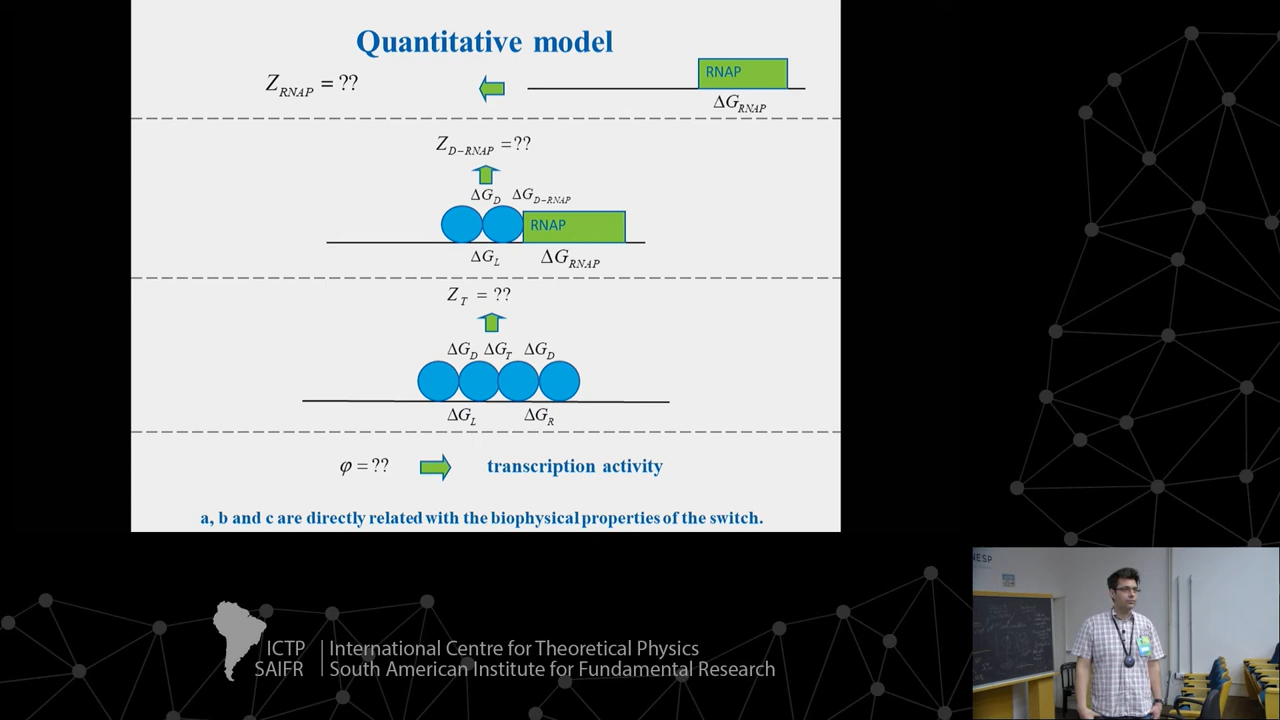 Quantitative model
Z_RNAP = ??
RNAP
ΔG_RNAP
Z_D−RNAP = ??
ΔG_D ΔG_D−RNAP
RNAP
ΔG_L ΔG_RNAP
Z_T = ??
ΔG_D ΔG_T ΔG_D
ΔG_L ΔG_R
φ = ?? transcription activity
a, b and c are directly related with the biophysical properties of the switch.
NESP
ICTP International Centre for Theoretical Physics
SAIFR South American Institute for Fundamental Research